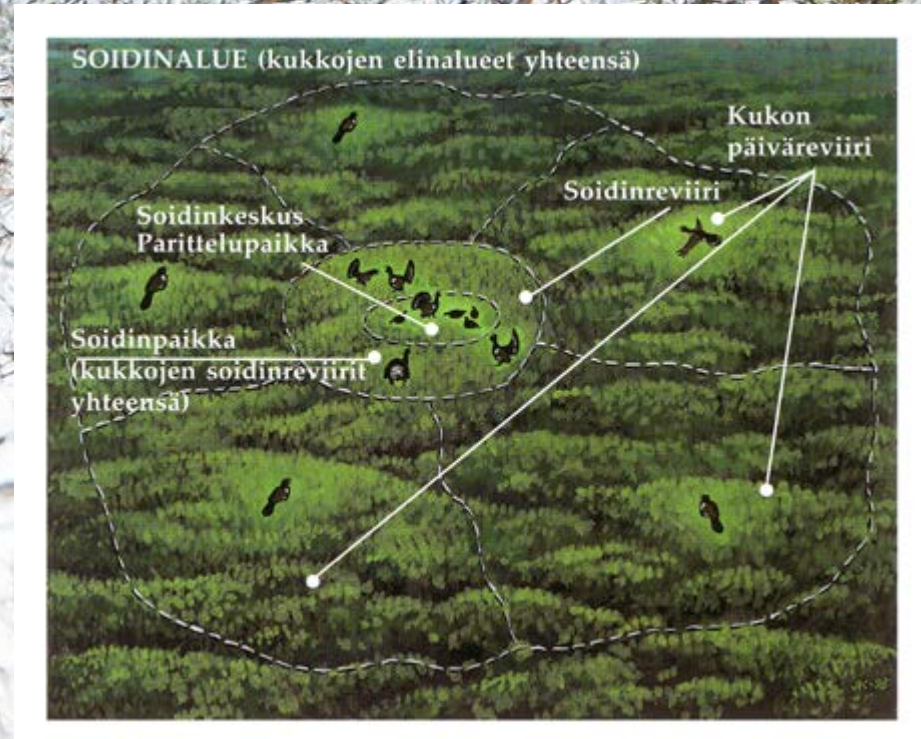 SOIDINALUE (kukkojen elinalueet yhteensä)
Kukon
päiväreviiri
Soidinreviiri
Soidinkeskus
Parittelupaikka
Soidinpaikka
(kukkojen soidinreviirit
yhteensä)